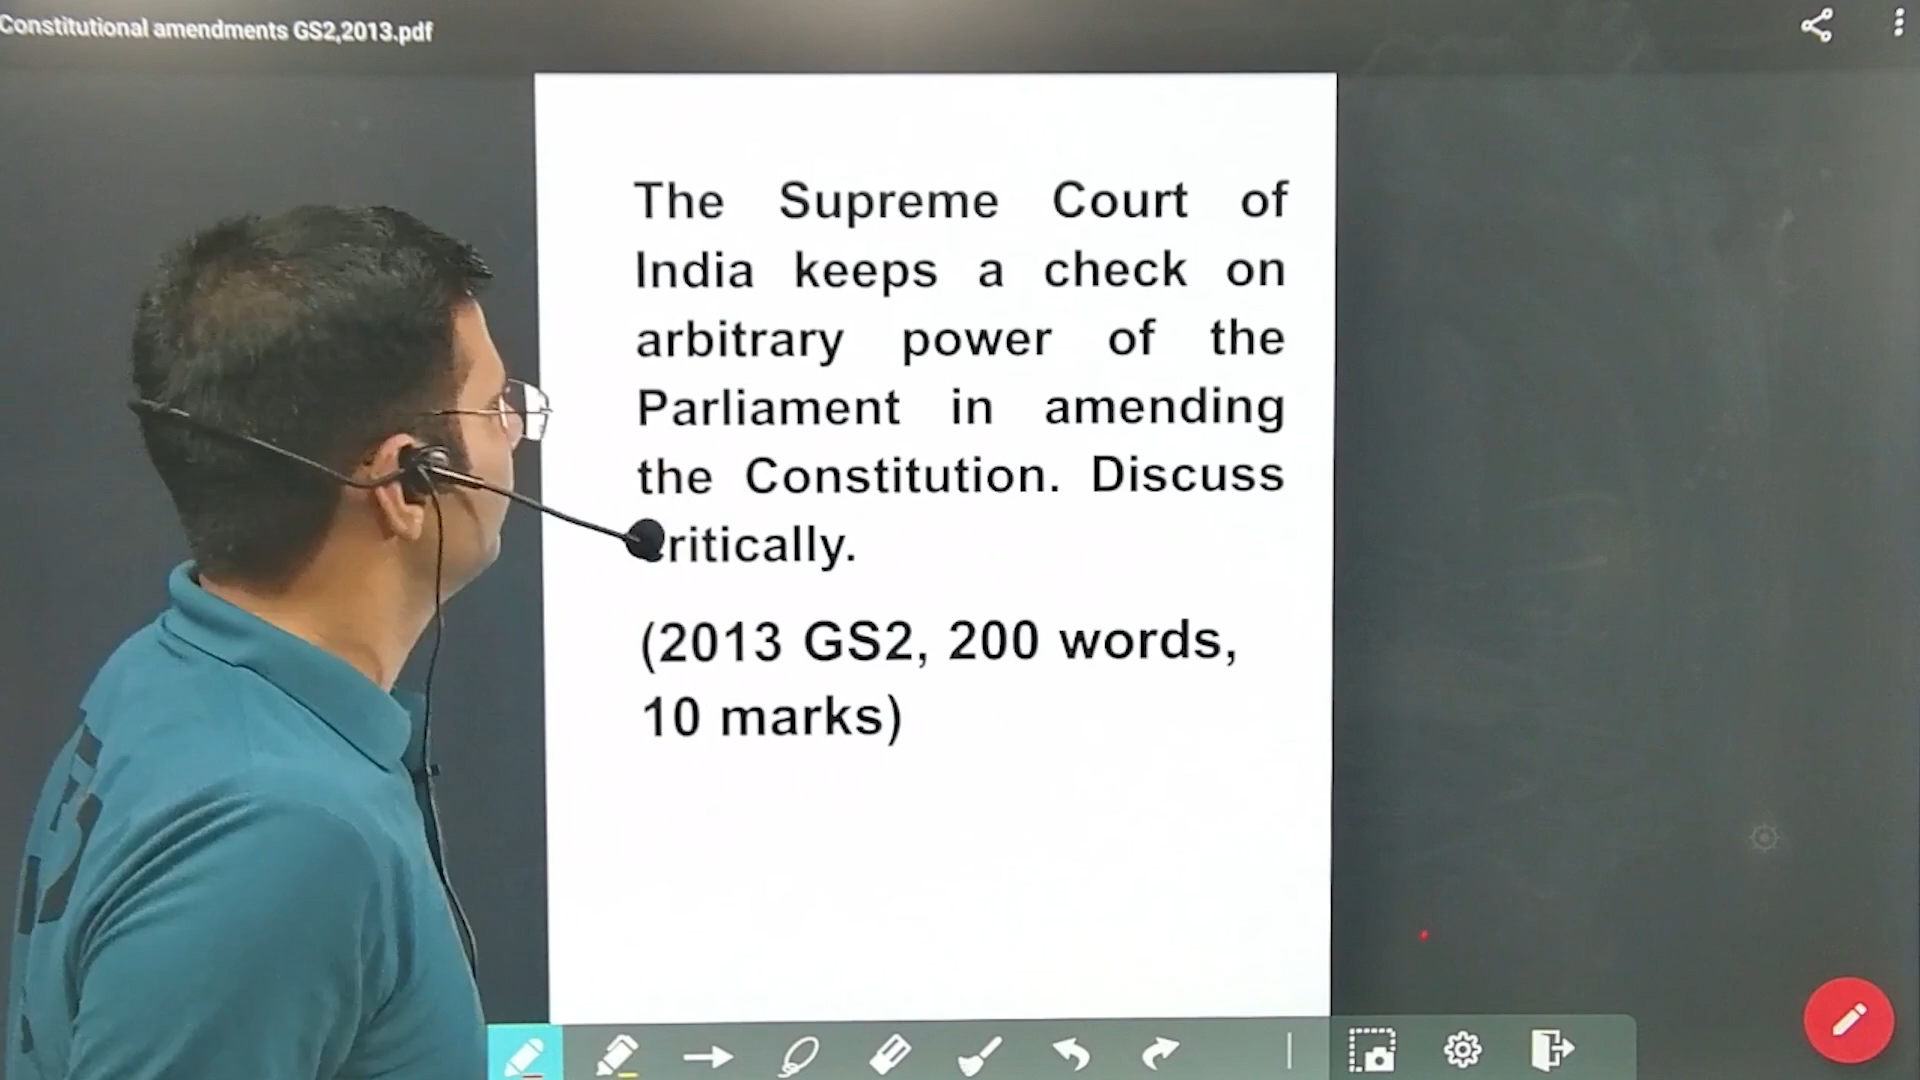 Constitutional amendments GS2,2013.pdf
The Supreme Court of
India keeps a check on
arbitrary power of the
Parliament in amending
the Constitution. Discuss
critically.
(2013 GS2, 200 words,
10 marks)